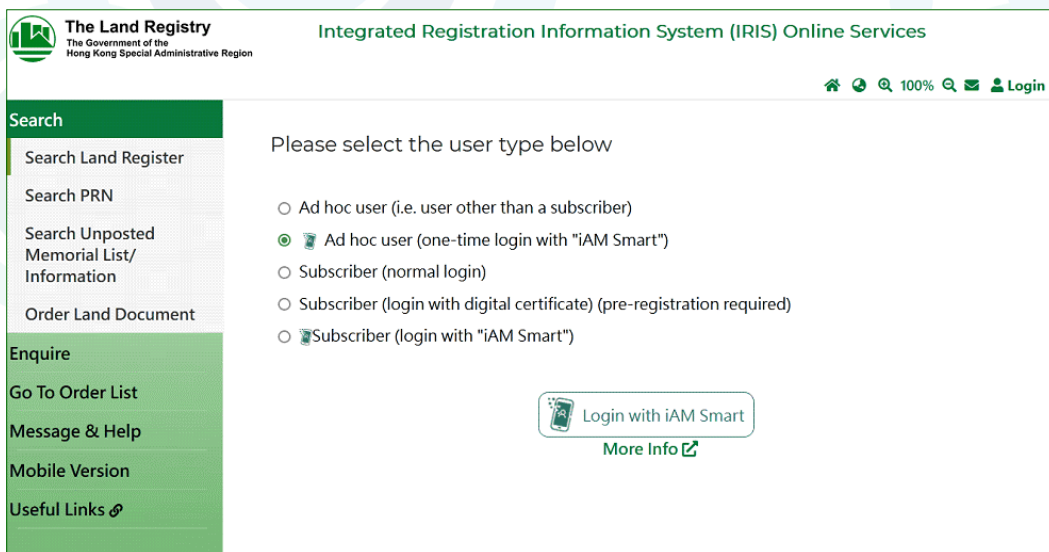 The Land Registry
The Government of the
Hong Kong Special Administrative Region
Integrated Registration Information System (IRIS) Online Services
100%
Login
Search
Search Land Register
Search PRN
Search Unposted
Memorial List/
Information
Order Land Document
Enquire
Go To Order List
Message & Help
Mobile Version
Useful Links
Please select the user type below
Ad hoc user (i.e. user other than a subscriber)
Ad hoc user (one-time login with "iAM Smart")
Subscriber (normal login)
Subscriber (login with digital certificate) (pre-registration required)
Subscriber (login with "iAM Smart")
Login with iAM Smart
More Info